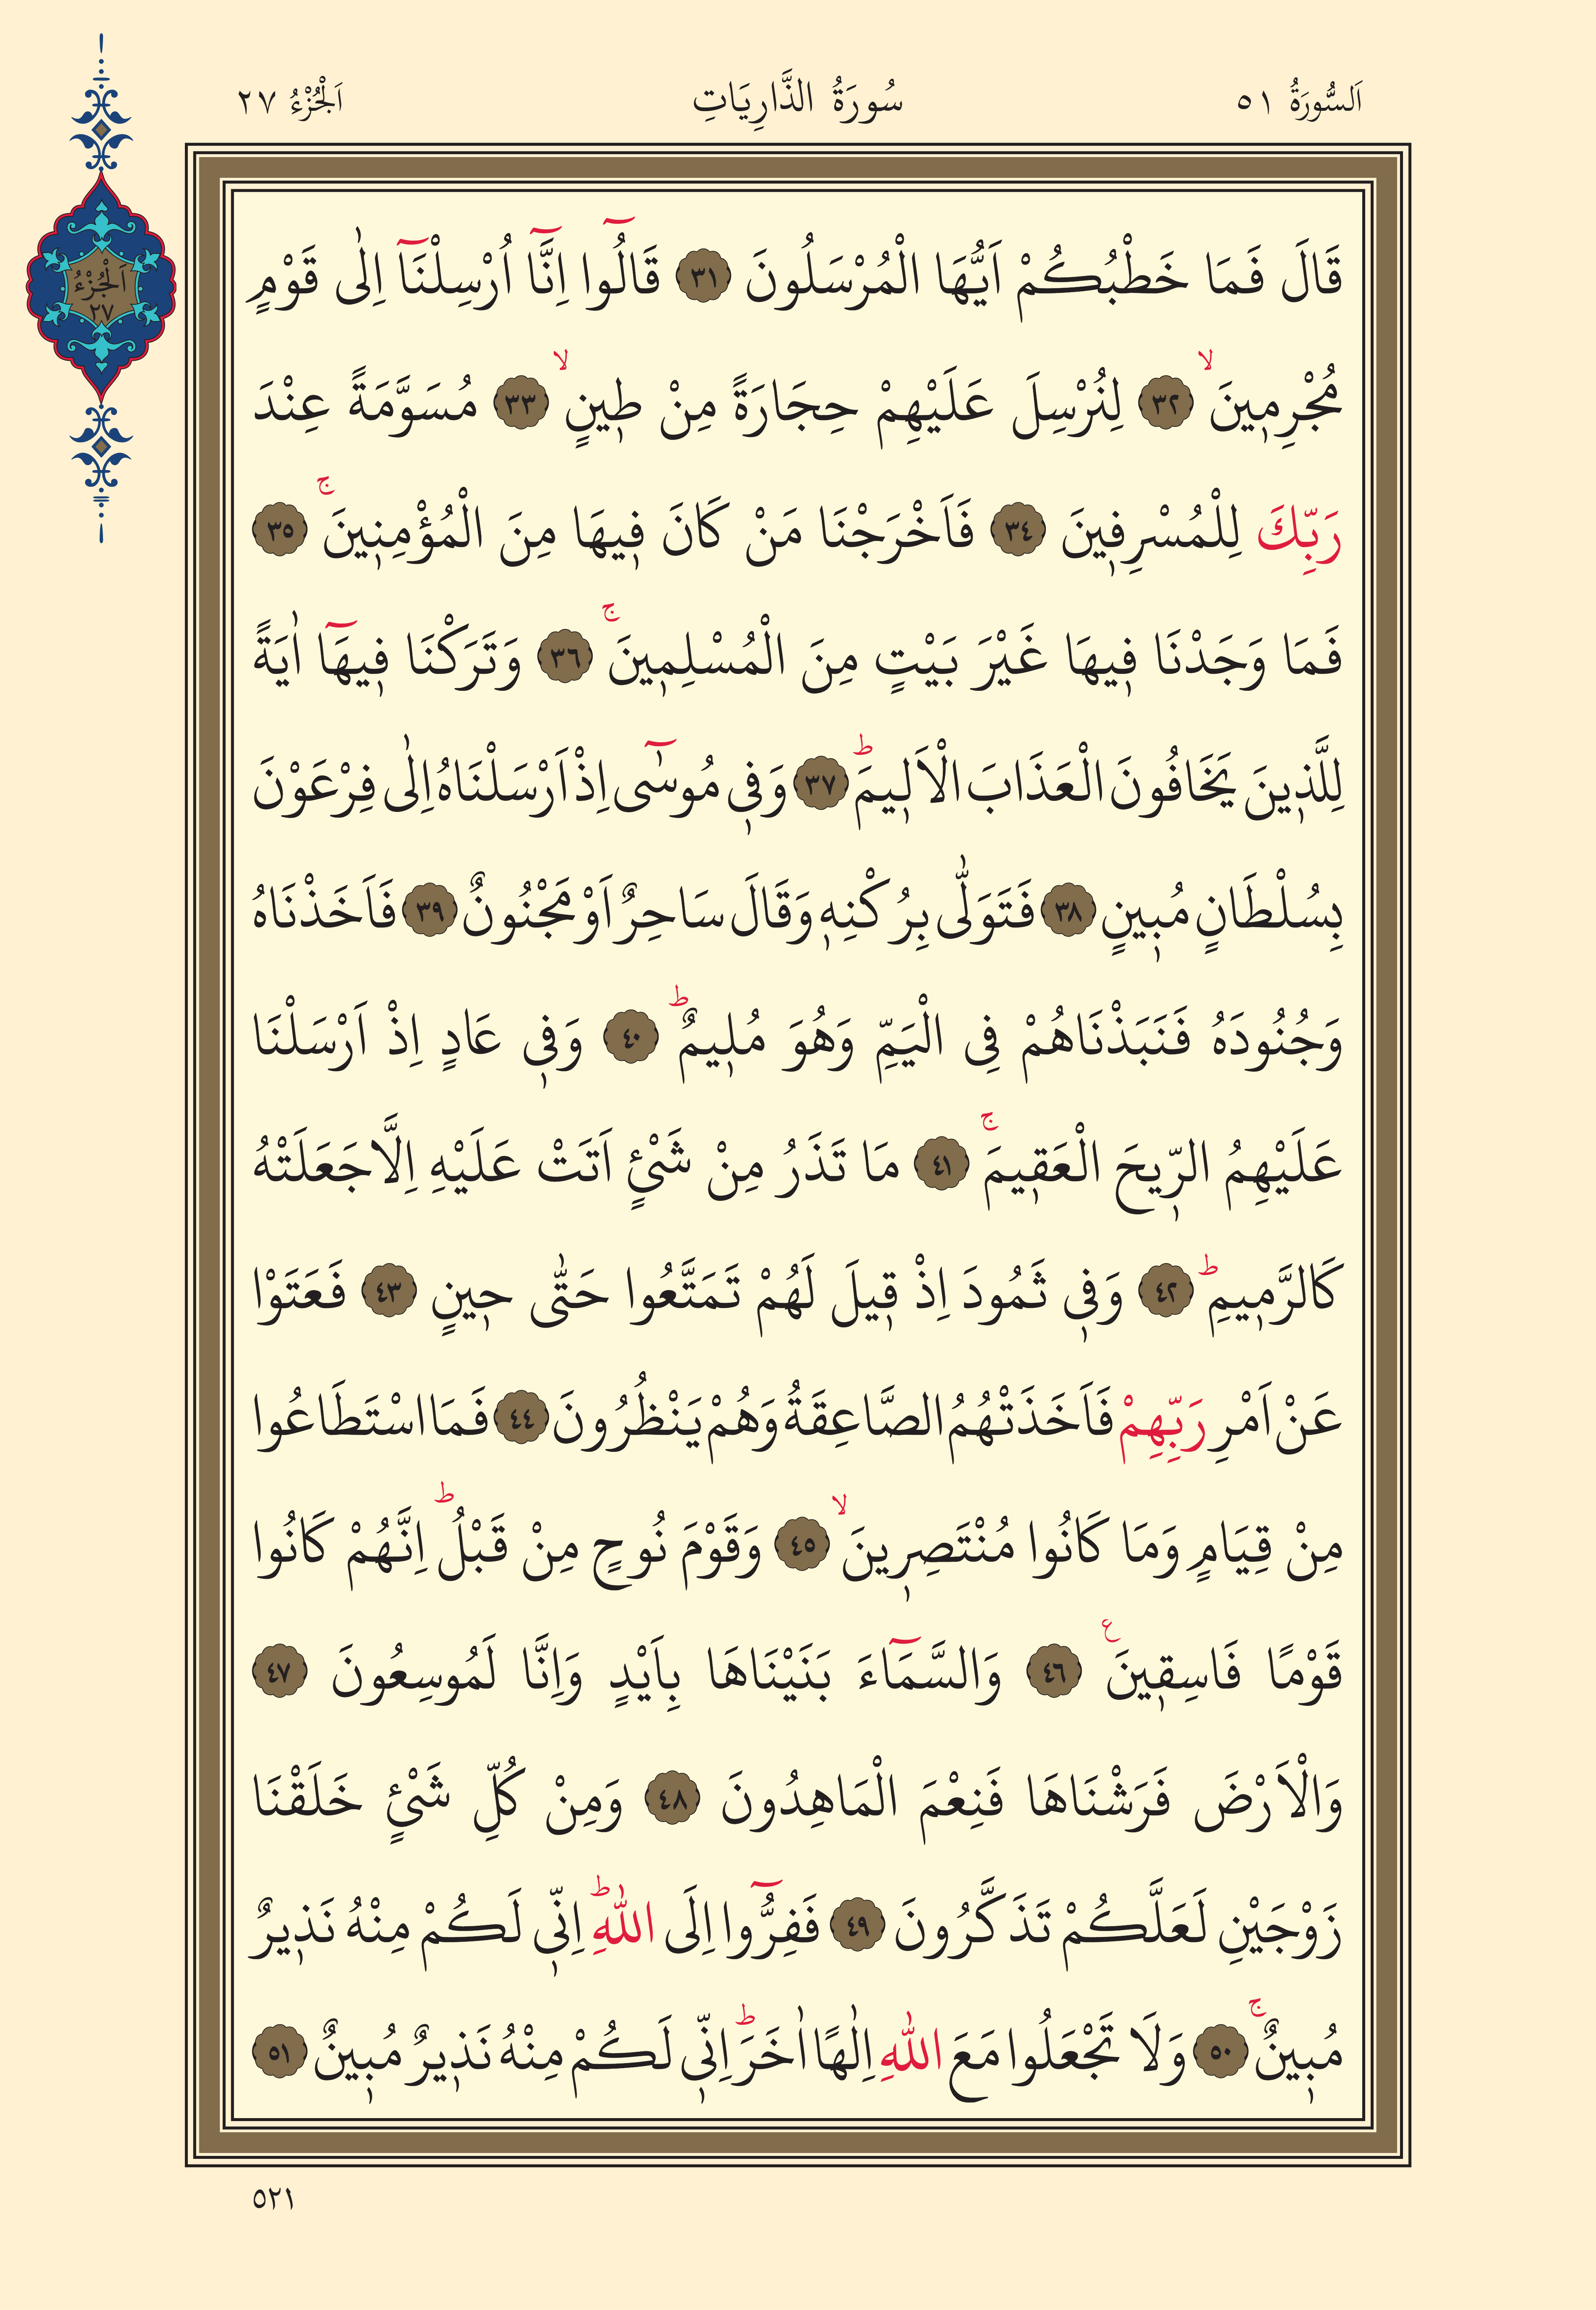 اَلسُّورَةُ ٥١
سُورَةُ الذَّارِيَاتِ
اَلْجُزْءُ ٢٧
اَلْجُزْءُ
٢٧
قَالَ فَمَا خَطْبُكُمْ اَيُّهَا الْمُرْسَلُونَ ٣١ قَالُٓوا اِنَّٓا اُرْسِلْنَٓا اِلٰى قَوْمٍ
مُجْرِم۪ينَۙ ٣٢ لِنُرْسِلَ عَلَيْهِمْ حِجَارَةً مِنْ ط۪ينٍۙ ٣٣ مُسَوَّمَةً عِنْدَ
رَبِّكَ لِلْمُسْرِف۪ينَ ٣٤ فَاَخْرَجْنَا مَنْ كَانَ ف۪يهَا مِنَ الْمُؤْمِن۪ينَۚ ٣٥
فَمَا وَجَدْنَا ف۪يهَا غَيْرَ بَيْتٍ مِنَ الْمُسْلِم۪ينَۚ ٣٦ وَتَرَكْنَا ف۪يهَٓا اٰيَةً
لِلَّذ۪ينَ يَخَافُونَ الْعَذَابَ الْاَل۪يمَۜ ٣٧ وَف۪ي مُوسٰٓى اِذْ اَرْسَلْنَاهُ اِلٰى فِرْعَوْنَ
بِسُلْطَانٍ مُب۪ينٍ ٣٨ فَتَوَلّٰى بِرُكْنِه۪ وَقَالَ سَاحِرٌ اَوْ مَجْنُونٌ ٣٩ فَاَخَذْنَاهُ
وَجُنُودَهُ فَنَبَذْنَاهُمْ فِي الْيَمِّ وَهُوَ مُل۪يمٌۜ ٤٠ وَف۪ي عَادٍ اِذْ اَرْسَلْنَا
عَلَيْهِمُ الرّ۪يحَ الْعَق۪يمَۚ ٤١ مَا تَذَرُ مِنْ شَيْءٍ اَتَتْ عَلَيْهِ اِلَّا جَعَلَتْهُ
كَالرَّم۪يمِۜ ٤٢ وَف۪ي ثَمُودَ اِذْ ق۪يلَ لَهُمْ تَمَتَّعُوا حَتّٰى ح۪ينٍ ٤٣ فَعَتَوْا
عَنْ اَمْرِ رَبِّهِمْ فَاَخَذَتْهُمُ الصَّاعِقَةُ وَهُمْ يَنْظُرُونَ ٤٤ فَمَا اسْتَطَاعُوا
مِنْ قِيَامٍ وَمَا كَانُوا مُنْتَصِر۪ينَۙ ٤٥ وَقَوْمَ نُوحٍ مِنْ قَبْلُۜ اِنَّهُمْ كَانُوا
قَوْمًا فَاسِق۪ينَ ع ٤٦ وَالسَّمَٓاءَ بَنَيْنَاهَا بِاَيْدٍ وَاِنَّا لَمُوسِعُونَ ٤٧
وَالْاَرْضَ فَرَشْنَاهَا فَنِعْمَ الْمَاهِدُونَ ٤٨ وَمِنْ كُلِّ شَيْءٍ خَلَقْنَا
زَوْجَيْنِ لَعَلَّكُمْ تَذَكَّرُونَ ٤٩ فَفِرُّٓوا اِلَى اللّٰهِۜ اِنّ۪ي لَكُمْ مِنْهُ نَذ۪يرٌ
مُب۪ينٌۚ ٥٠ وَلَا تَجْعَلُوا مَعَ اللّٰهِ اِلٰهًا اٰخَرَۜ اِنّ۪ي لَكُمْ مِنْهُ نَذ۪يرٌ مُب۪ينٌ ٥١
٥٢١